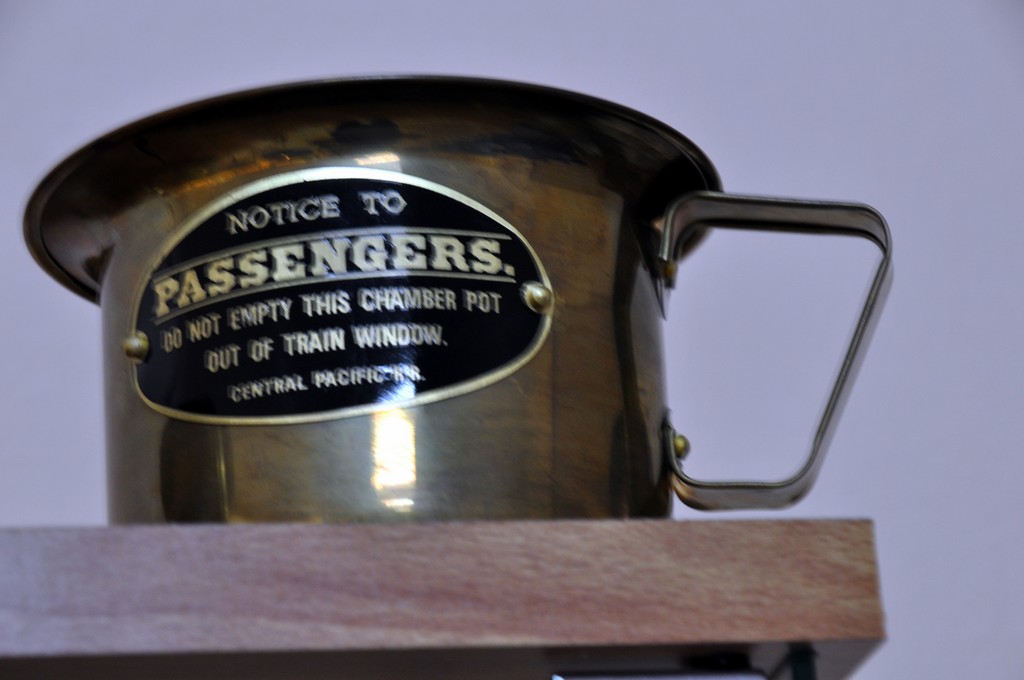 NOTICE TO
PASSENGERS.
DO NOT EMPTY THIS CHAMBER POT
OUT OF TRAIN WINDOW.
CENTRAL PACIFIC R.R.